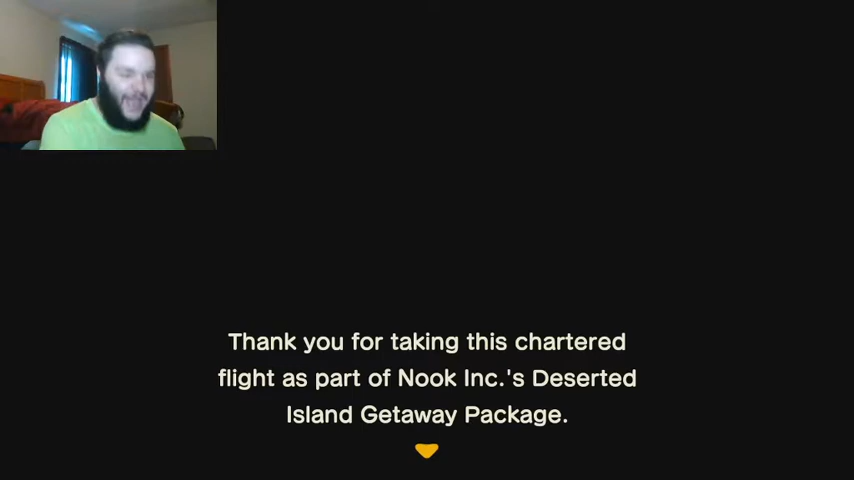 Thank you for taking this chartered
flight as part of Nook Inc.'s Deserted
Island Getaway Package.